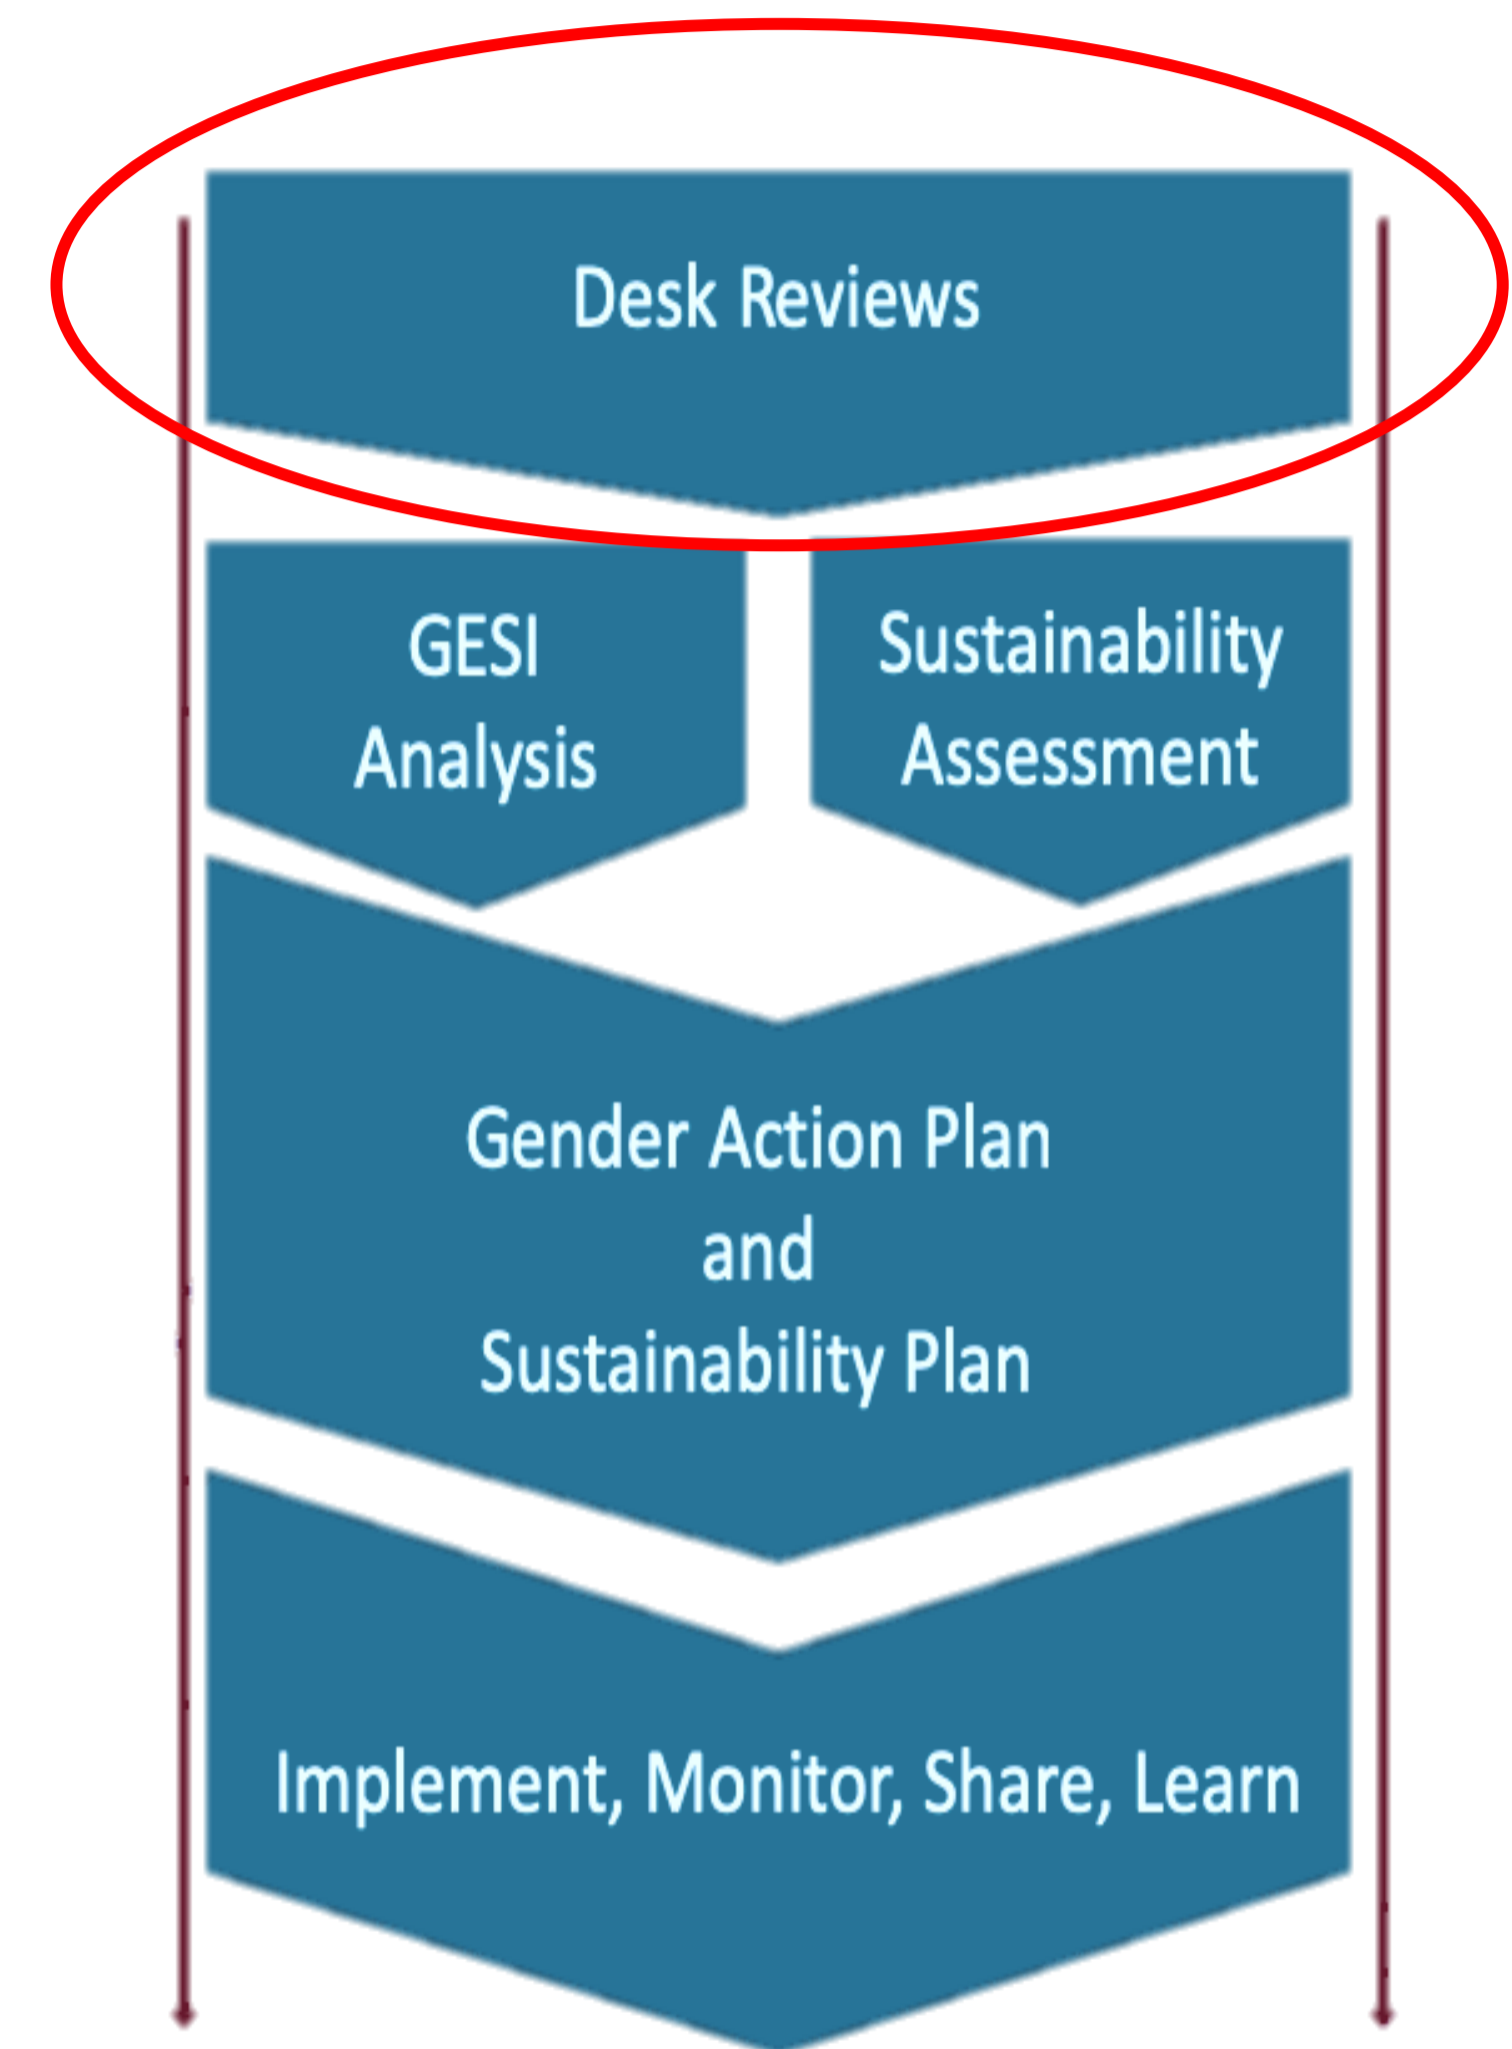 Desk Reviews
GESI
Analysis
Sustainability
Assessment
Gender Action Plan
and
Sustainability Plan
Implement, Monitor, Share, Learn